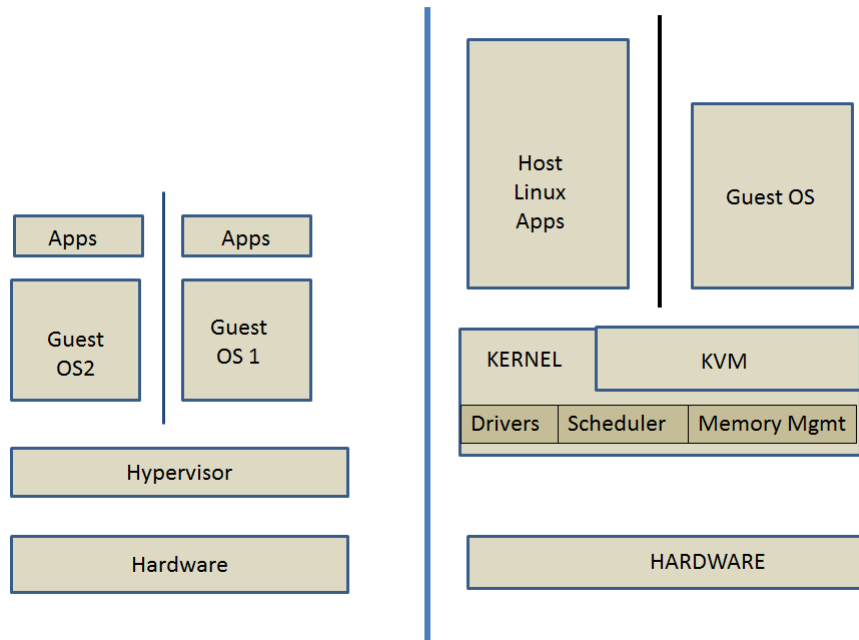 Apps
Apps
Guest
OS2
Guest
OS 1
Hypervisor
Hardware
Host
Linux
Apps
Guest OS
KERNEL
KVM
Drivers
Scheduler
Memory Mgmt
HARDWARE